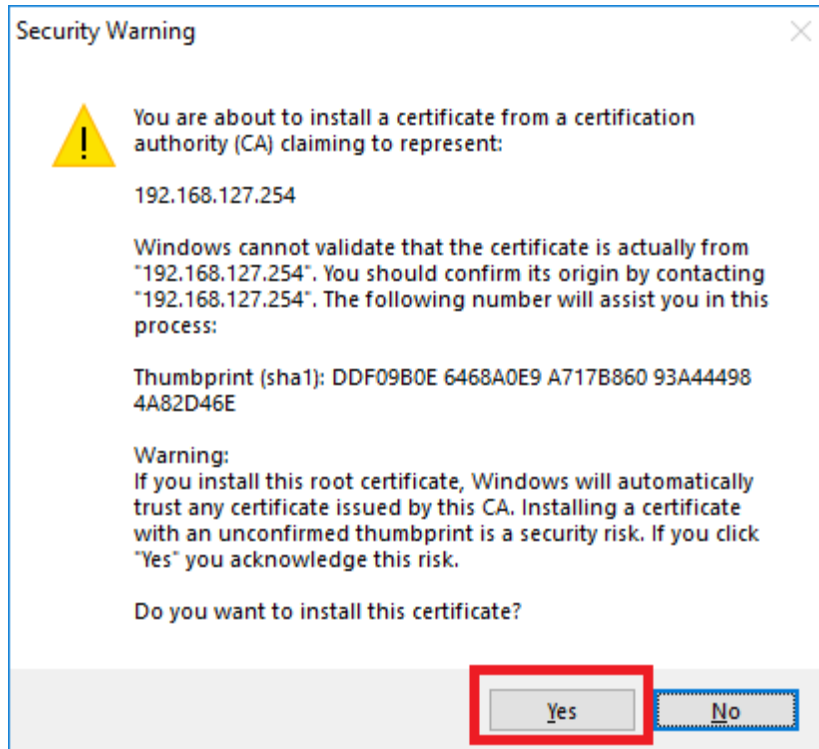 Security Warning
You are about to install a certificate from a certification
authority (CA) claiming to represent:
192.168.127.254
Windows cannot validate that the certificate is actually from
"192.168.127.254". You should confirm its origin by contacting
"192.168.127.254". The following number will assist you in this
process:
Thumbprint (sha1): DDF09B0E 6468A0E9 A717B860 93A44498
4A82D46E
Warning:
If you install this root certificate, Windows will automatically
trust any certificate issued by this CA. Installing a certificate
with an unconfirmed thumbprint is a security risk. If you click
"Yes" you acknowledge this risk.
Do you want to install this certificate?
Yes No